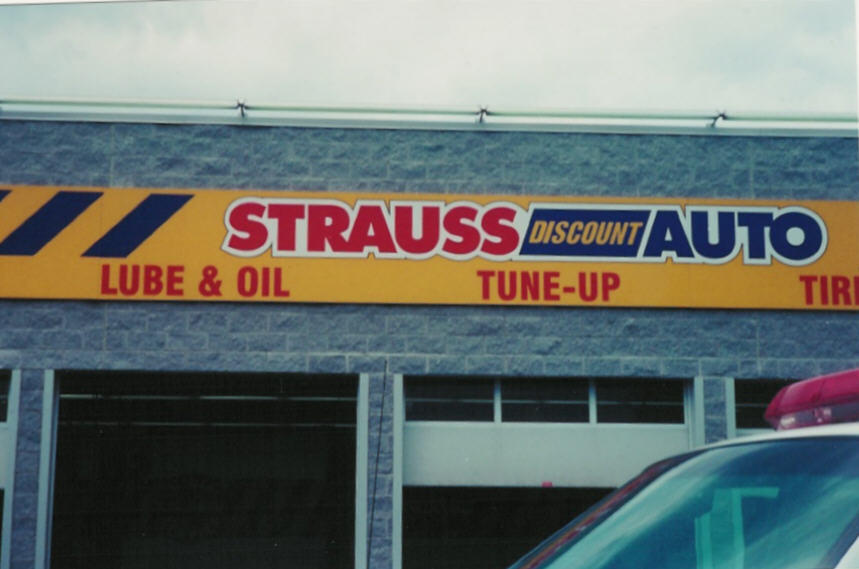 STRAUSS DISCOUNT AUTO
LUBE & OIL TUNE-UP